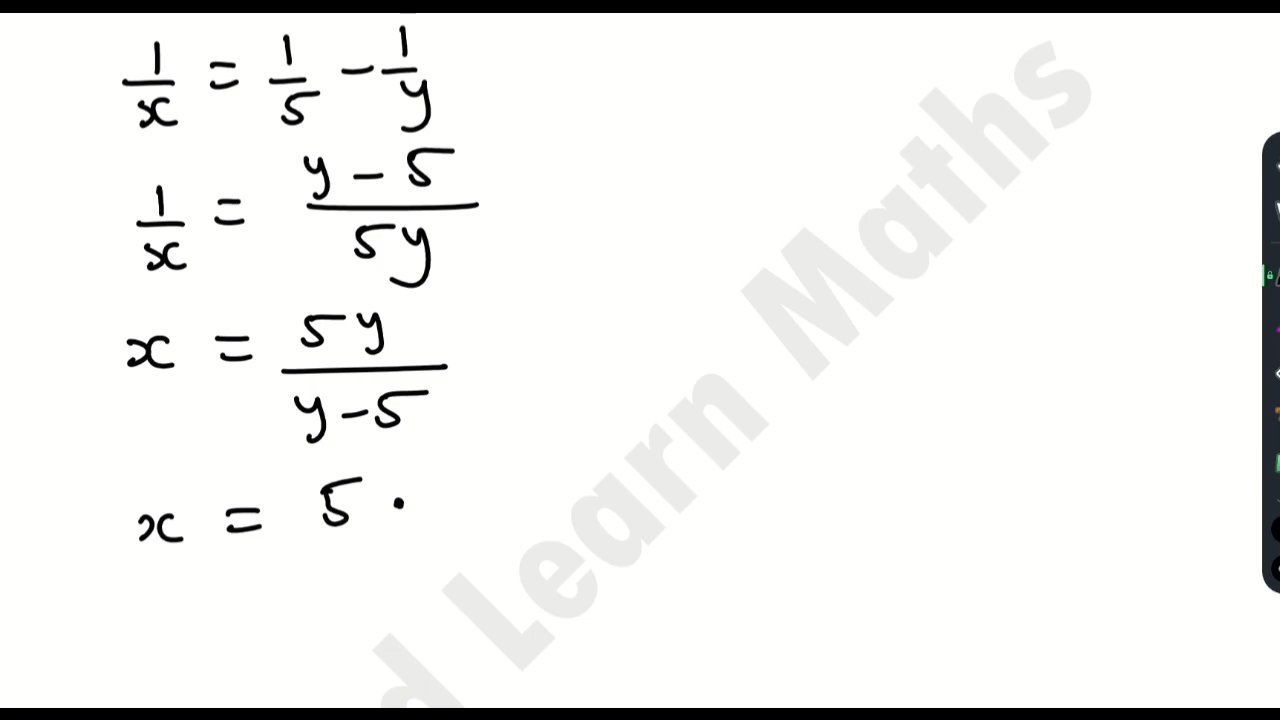 1/x = 1/5 - 1/y
1/x = (y - 5)/(5y)
x = 5y/(y - 5)
x = 5 ·
Learn Maths